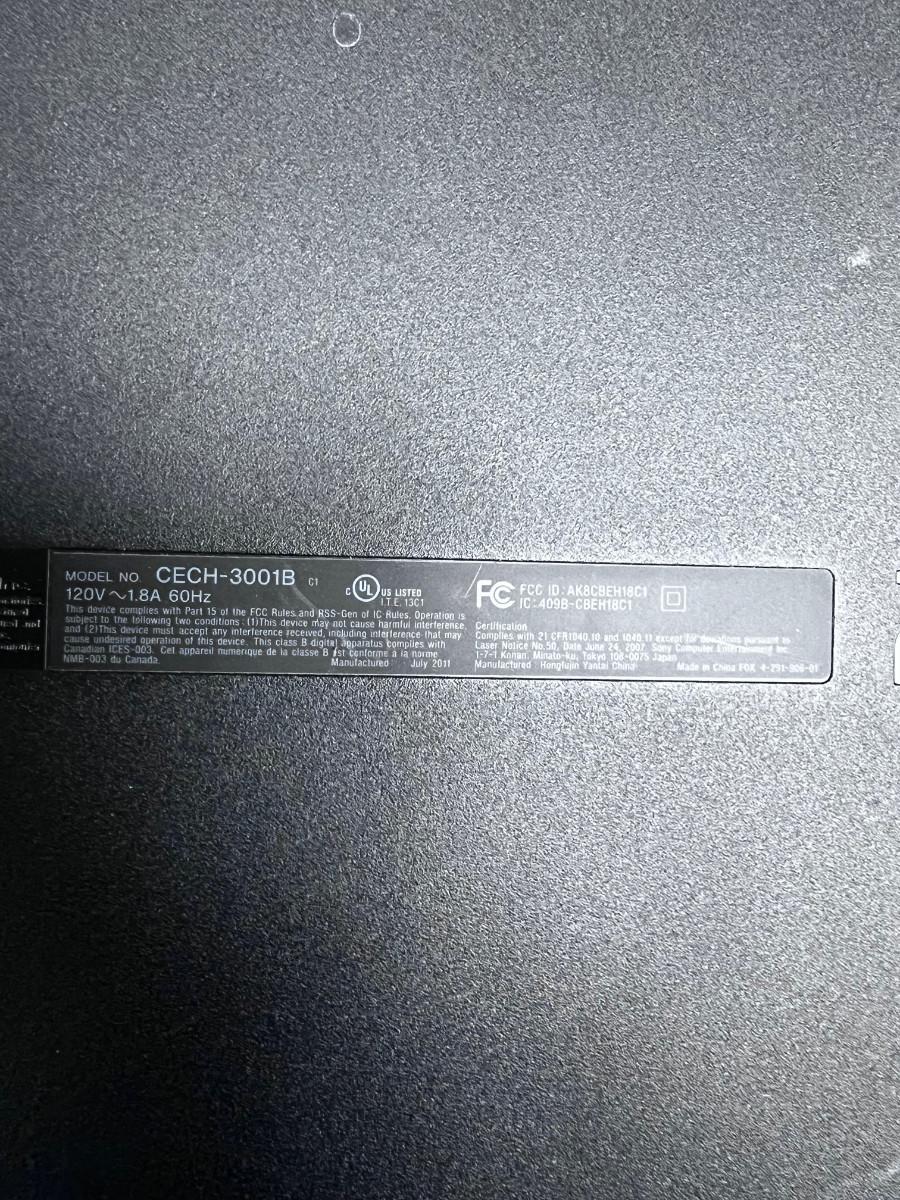 MODEL NO. CECH-3001B C1
120V ~1.8A 60Hz
C UL US LISTED
I.T.E. 13C1
This device complies with Part 15 of the FCC Rules and RSS-Gen of IC Rules. Operation is
subject to the following two conditions : (1)This device may not cause harmful interference,
and (2)This device must accept any interference received, including interference that may
cause undesired operation of this device. This class B digital apparatus complies with
Canadian ICES-003. Cet appareil numérique de la classe B est conforme à la norme
NMB-003 du Canada.
Manufactured July 2011
FC FCC ID: AK8CBEH18C1
IC: 409B-CBEH18C1
Certification
Complies with 21 CFR1040.10 and 1040.11 except for deviations pursuant to
Laser Notice No.50, Date June 24, 2007. Sony Computer Entertainment Inc.
1-7-1 Konan, Minato-ku, Tokyo 108-0075 Japan
Manufactured : Hongfujin Yantai China
Made in China FOX 4-291-906-01